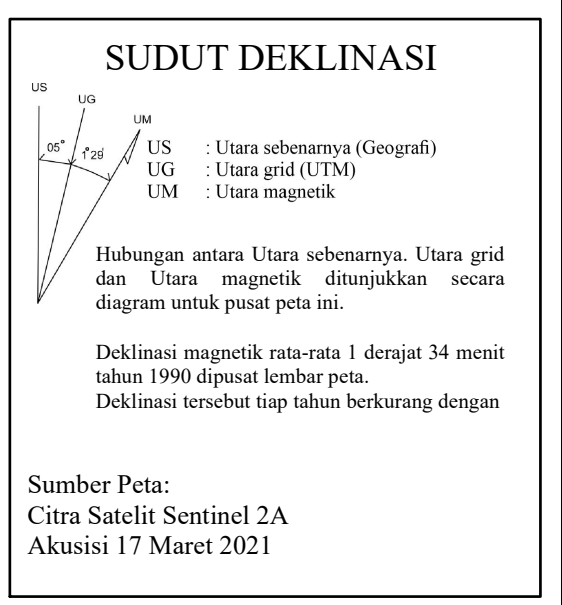 SUDUT DEKLINASI
US
UG
UM
05°
1°29'
US : Utara sebenarnya (Geografi)
UG : Utara grid (UTM)
UM : Utara magnetik
Hubungan antara Utara sebenarnya. Utara grid
dan Utara magnetik ditunjukkan secara
diagram untuk pusat peta ini.
Deklinasi magnetik rata-rata 1 derajat 34 menit
tahun 1990 dipusat lembar peta.
Deklinasi tersebut tiap tahun berkurang dengan
Sumber Peta:
Citra Satelit Sentinel 2A
Akusisi 17 Maret 2021